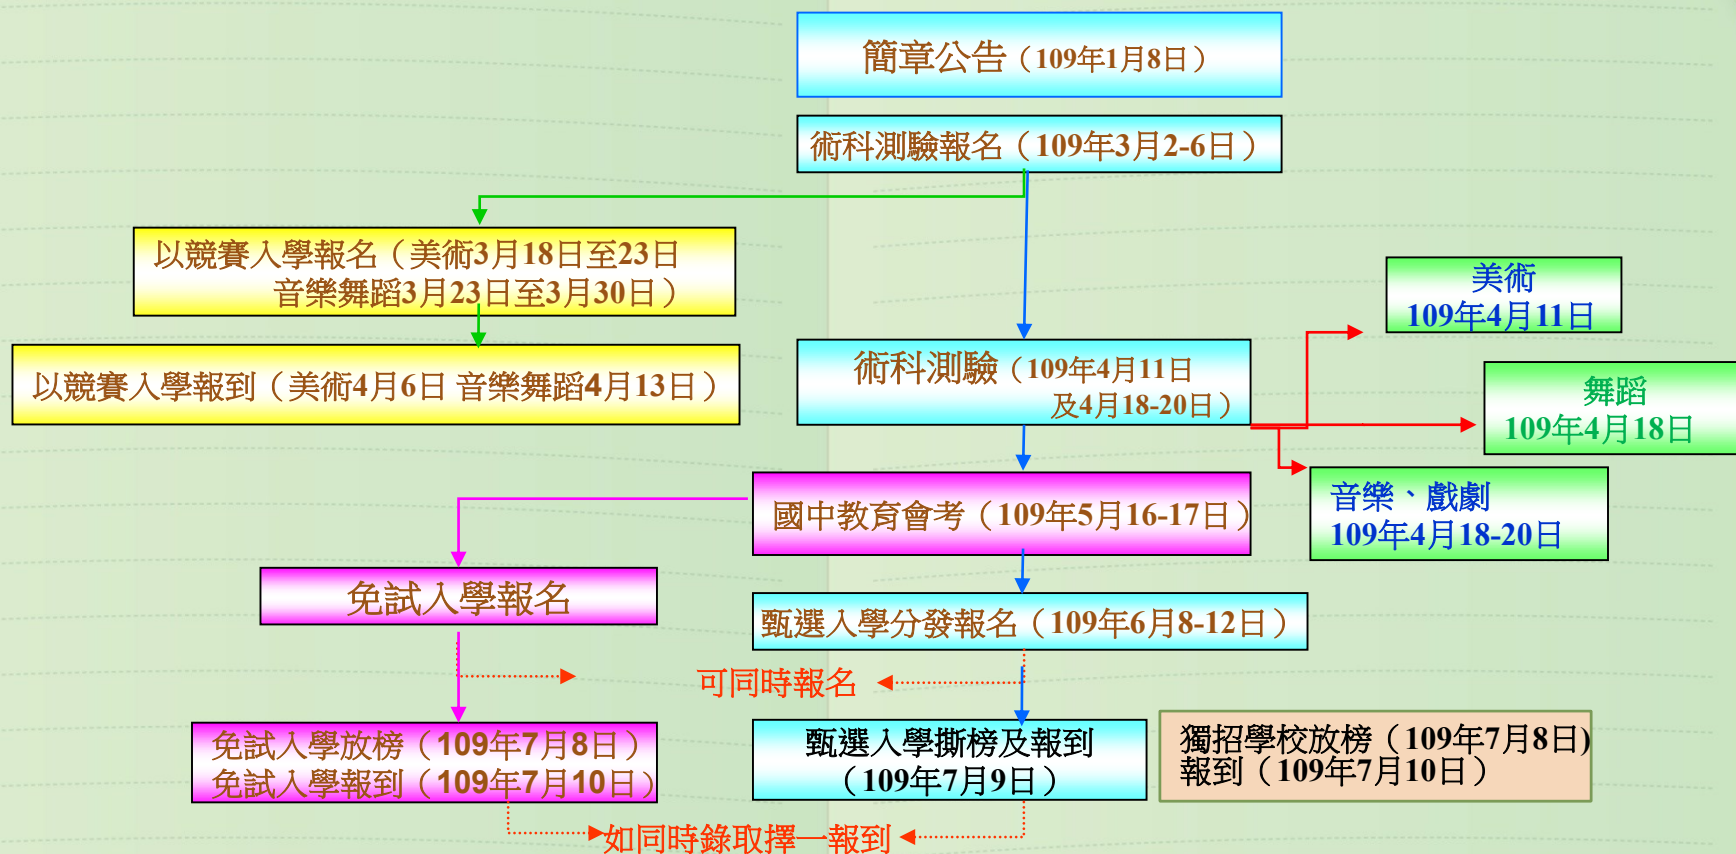 簡章公告（109年1月8日）
術科測驗報名（109年3月2-6日）
以競賽入學報名（美術3月18日至23日
音樂舞蹈3月23日至3月30日）
以競賽入學報到（美術4月6日 音樂舞蹈4月13日）
術科測驗（109年4月11日
及4月18-20日）
美術
109年4月11日
舞蹈
109年4月18日
音樂、戲劇
109年4月18-20日
國中教育會考（109年5月16-17日）
免試入學報名
甄選入學分發報名（109年6月8-12日）
可同時報名
免試入學放榜（109年7月8日）
免試入學報到（109年7月10日）
甄選入學撕榜及報到
（109年7月9日）
獨招學校放榜（109年7月8日)
報到（109年7月10日）
如同時錄取擇一報到